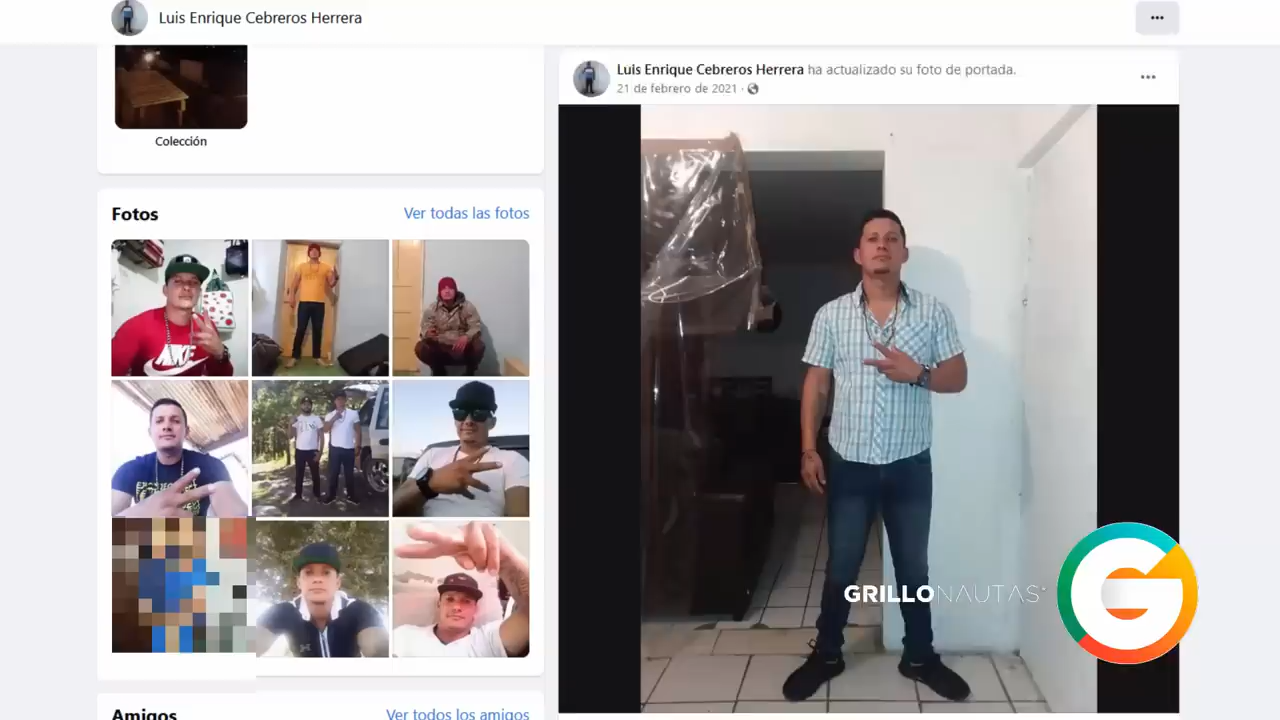 Luis Enrique Cebreros Herrera
Colección
Fotos
Ver todas las fotos
NIKE
Amigos
Ver todos los amigos
Luis Enrique Cebreros Herrera ha actualizado su foto de portada.
21 de febrero de 2021 ·
GRILLONAUTAS
G